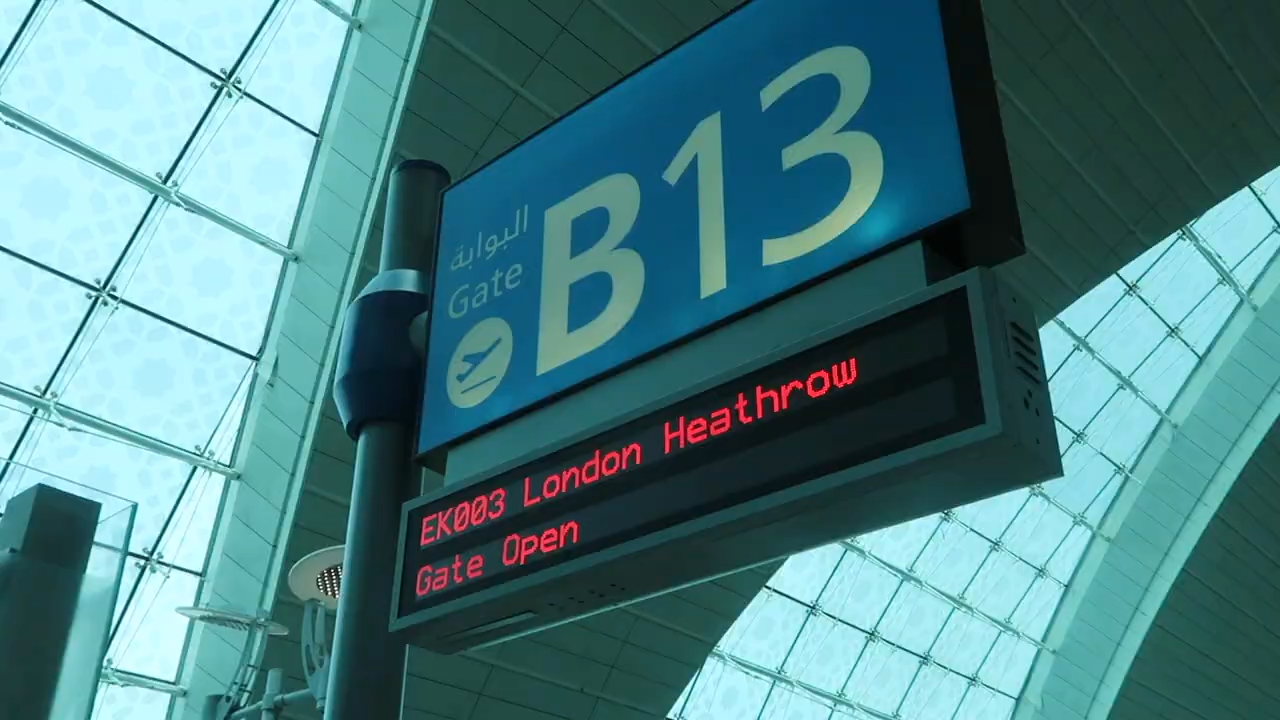 البوابة
Gate
B13
EK003 London Heathrow
Gate Open